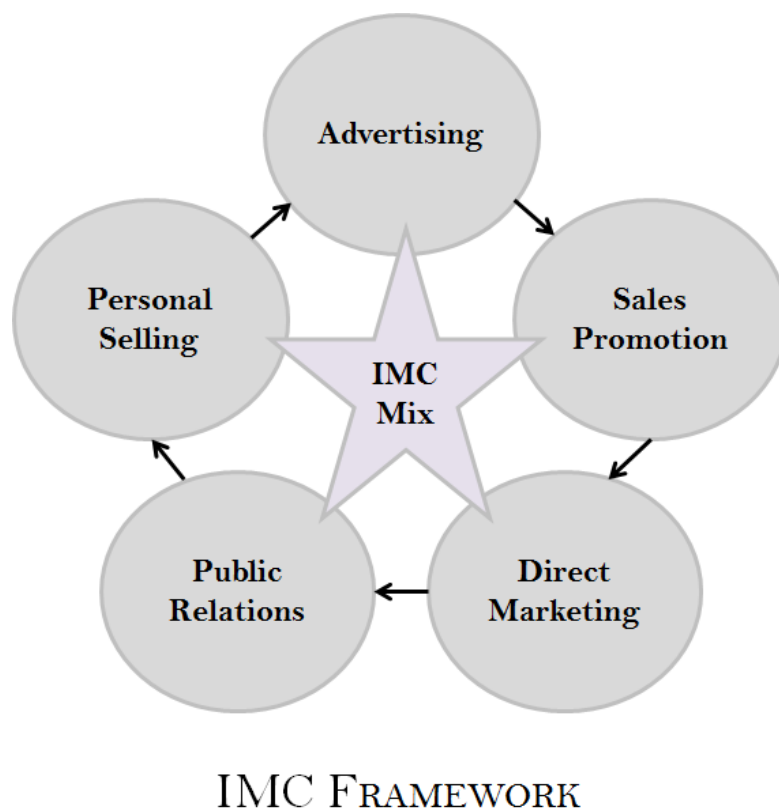 Advertising
Sales
Promotion
Direct
Marketing
Public
Relations
Personal
Selling
IMC
Mix
IMC FRAMEWORK